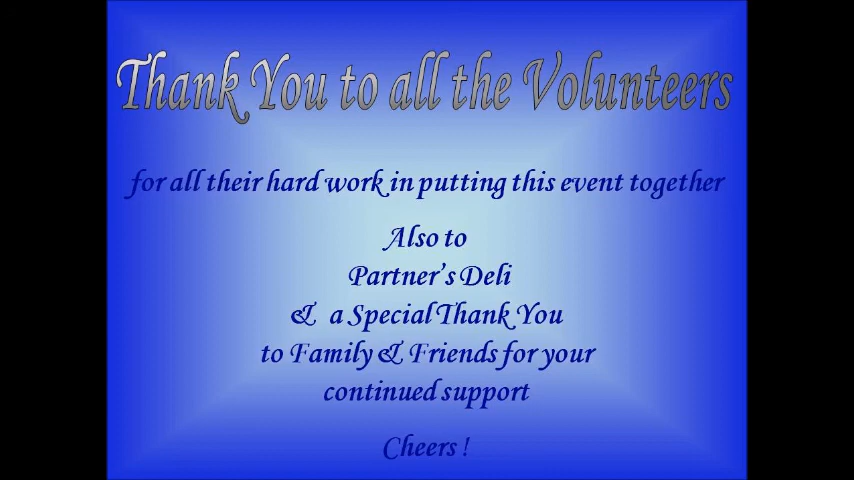 Thank You to all the Volunteers
for all their hard work in putting this event together
Also to
Partner's Deli
& a Special Thank You
to Family & Friends for your
continued support
Cheers !